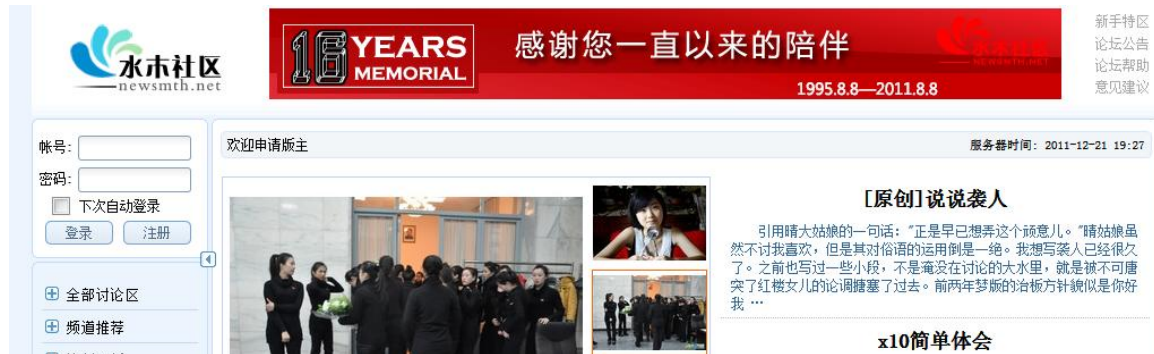 水木社区
newsmth.net
16 YEARS
MEMORIAL
感谢您一直以来的陪伴
水木社区
NEWSMTH.NET
1995.8.8—2011.8.8
新手特区
论坛公告
论坛帮助
意见建议
帐号:
密码:
下次自动登录
登录
注册
全部讨论区
频道推荐
欢迎申请版主
服务器时间: 2011-12-21 19:27
[原创]说说袭人
引用晴大姑娘的一句话："正是早已想弄这个顽意儿。"晴姑娘虽
然不讨我喜欢，但是其对俗语的运用倒是一绝。我想写袭人已经很久
了。之前也写过一些小段，不是淹没在讨论的大水里，就是被不可唐
突了红楼女儿的论调搪塞了过去。前两年梦版的治板方针貌似是你好
我 …
x10简单体会